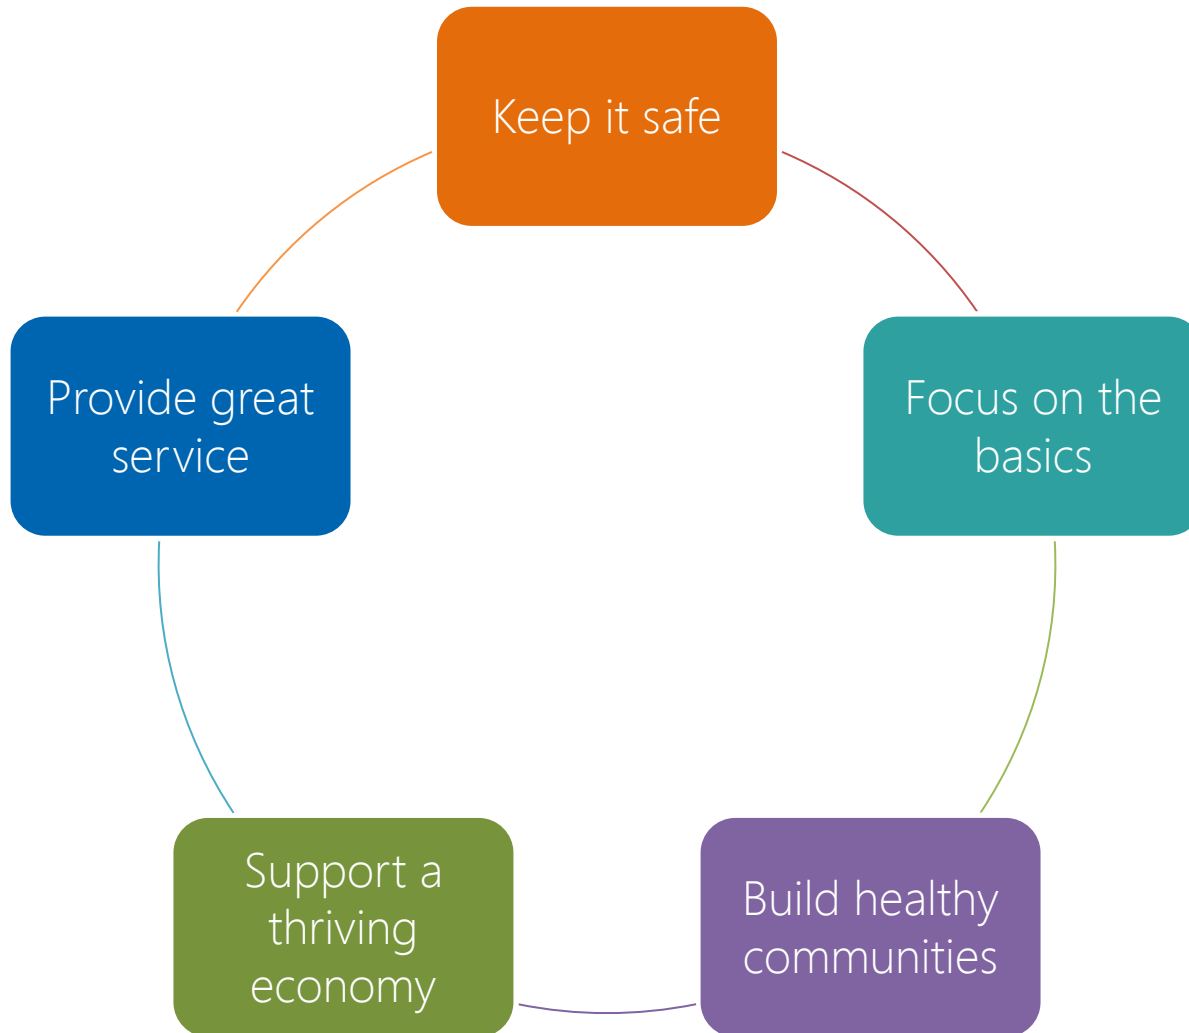 Keep it safe
Focus on the
basics
Build healthy
communities
Support a
thriving
economy
Provide great
service